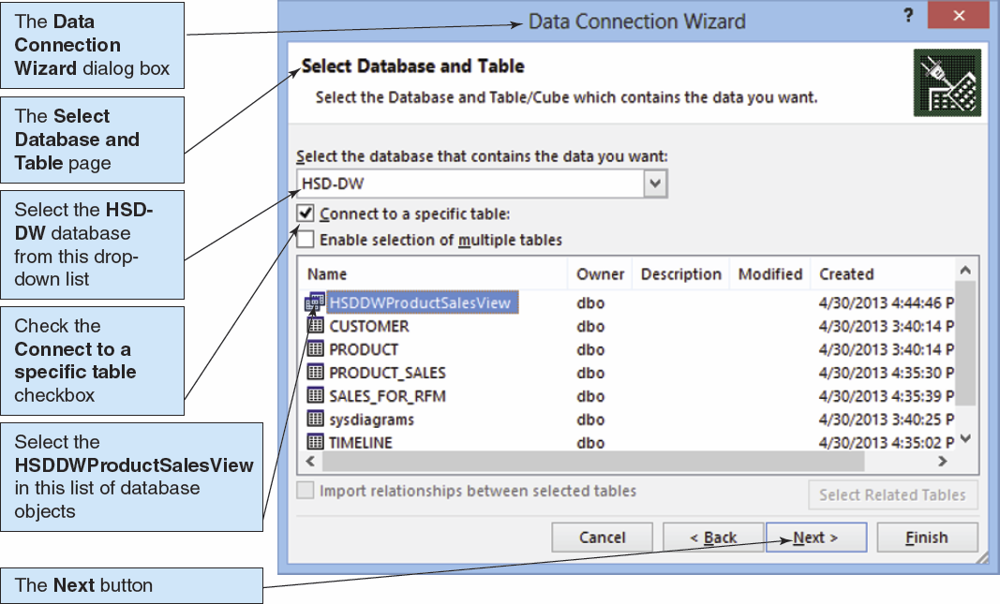 The Data
Connection
Wizard dialog box
The Select
Database and
Table page
Select the HSD-
DW database
from this drop-
down list
Check the
Connect to a
specific table
checkbox
Select the
HSDDWProductSalesView
in this list of database
objects
The Next button
Data Connection Wizard
?
Select Database and Table
Select the Database and Table/Cube which contains the data you want.
Select the database that contains the data you want:
HSD-DW
Connect to a specific table:
Enable selection of multiple tables
Name Owner Description Modified Created
HSDDWProductSalesView dbo 4/30/2013 4:44:46 P
CUSTOMER dbo 4/30/2013 3:40:14 P
PRODUCT dbo 4/30/2013 3:40:14 P
PRODUCT_SALES dbo 4/30/2013 4:35:30 P
SALES_FOR_RFM dbo 4/30/2013 4:35:39 P
sysdiagrams dbo 4/30/2013 3:40:25 P
TIMELINE dbo 4/30/2013 4:35:02 P
Import relationships between selected tables
Select Related Tables
Cancel < Back Next > Finish